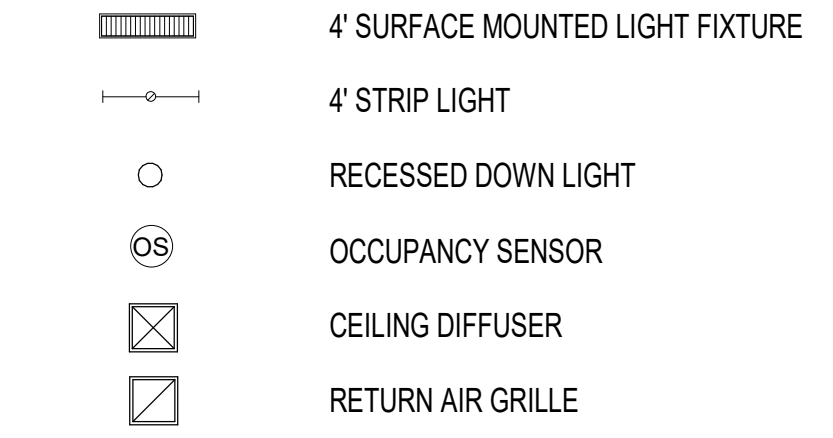 4' SURFACE MOUNTED LIGHT FIXTURE
4' STRIP LIGHT
RECESSED DOWN LIGHT
OS OCCUPANCY SENSOR
CEILING DIFFUSER
RETURN AIR GRILLE